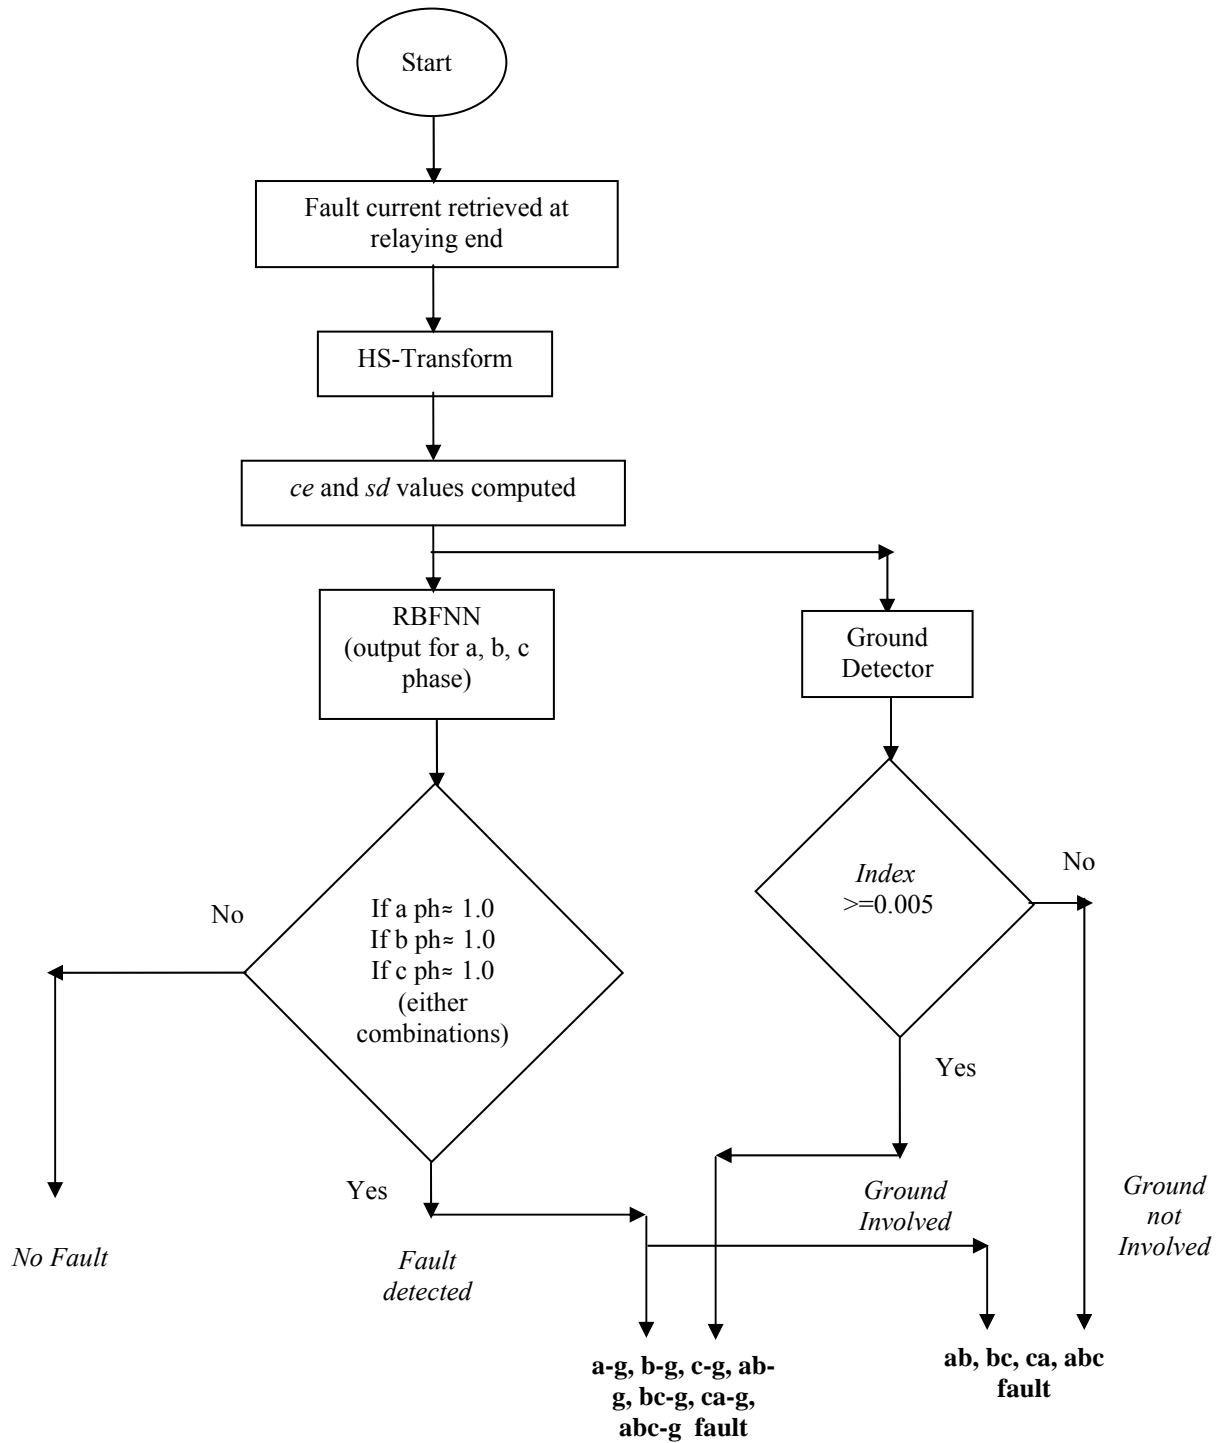 Start
Fault current retrieved at
relaying end
HS-Transform
ce and sd values computed
RBFNN
(output for a, b, c
phase)
Ground
Detector
No
If a ph≈ 1.0
If b ph≈ 1.0
If c ph≈ 1.0
(either
combinations)
Index
>=0.005
No
Yes
Yes
No Fault
Fault
detected
Ground
Involved
Ground
not
Involved
a-g, b-g, c-g, ab-
g, bc-g, ca-g,
abc-g fault
ab, bc, ca, abc
fault